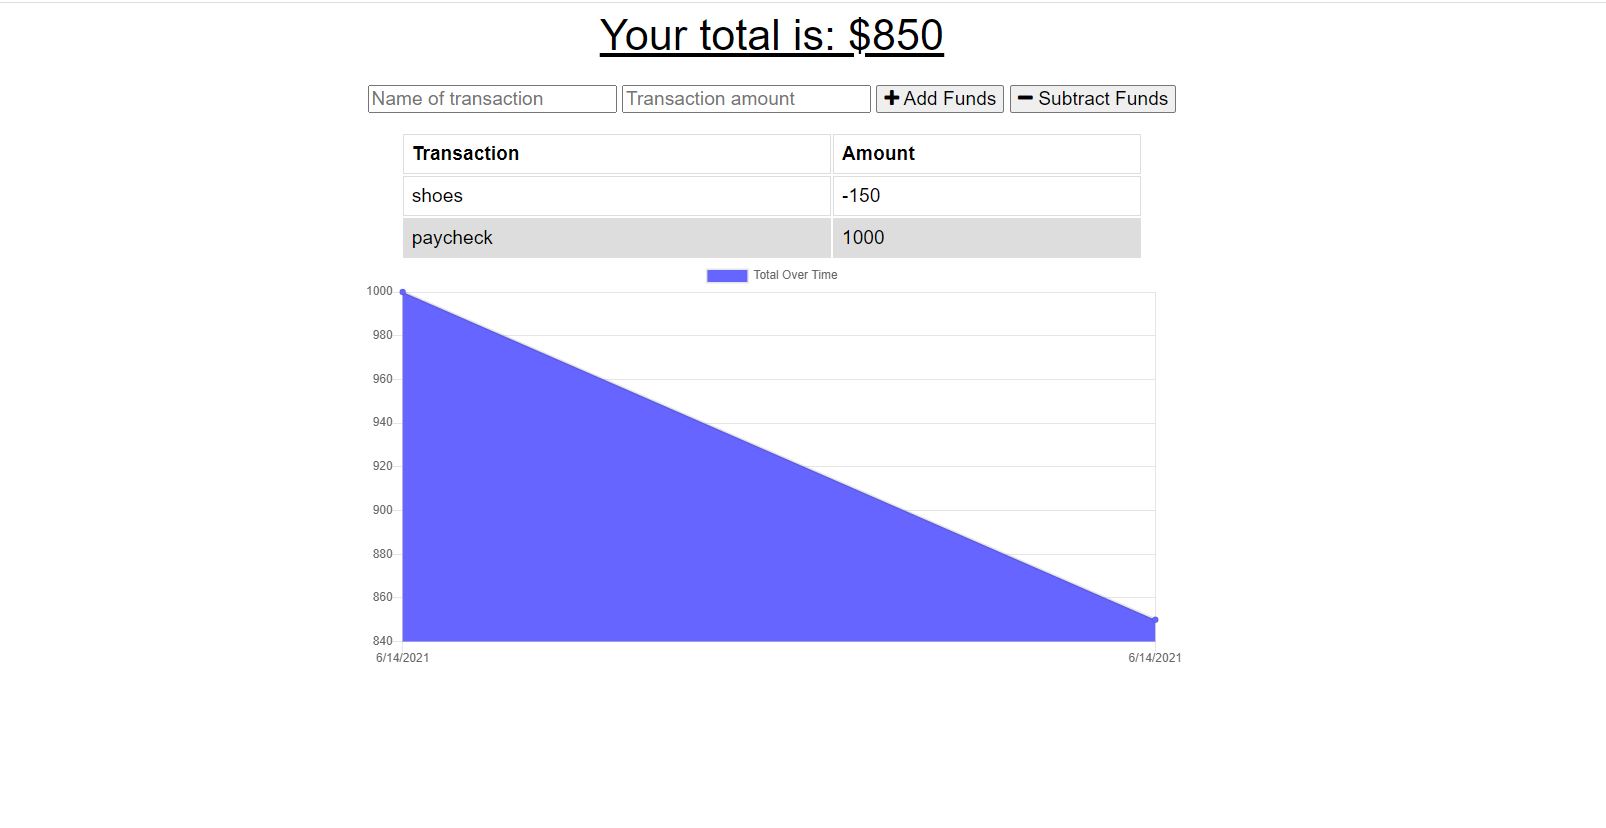 Your total is: $850
Name of transaction Transaction amount Add Funds Subtract Funds
Transaction Amount
shoes -150
paycheck 1000
Total Over Time
1000
980
960
940
920
900
880
860
840
6/14/2021 6/14/2021